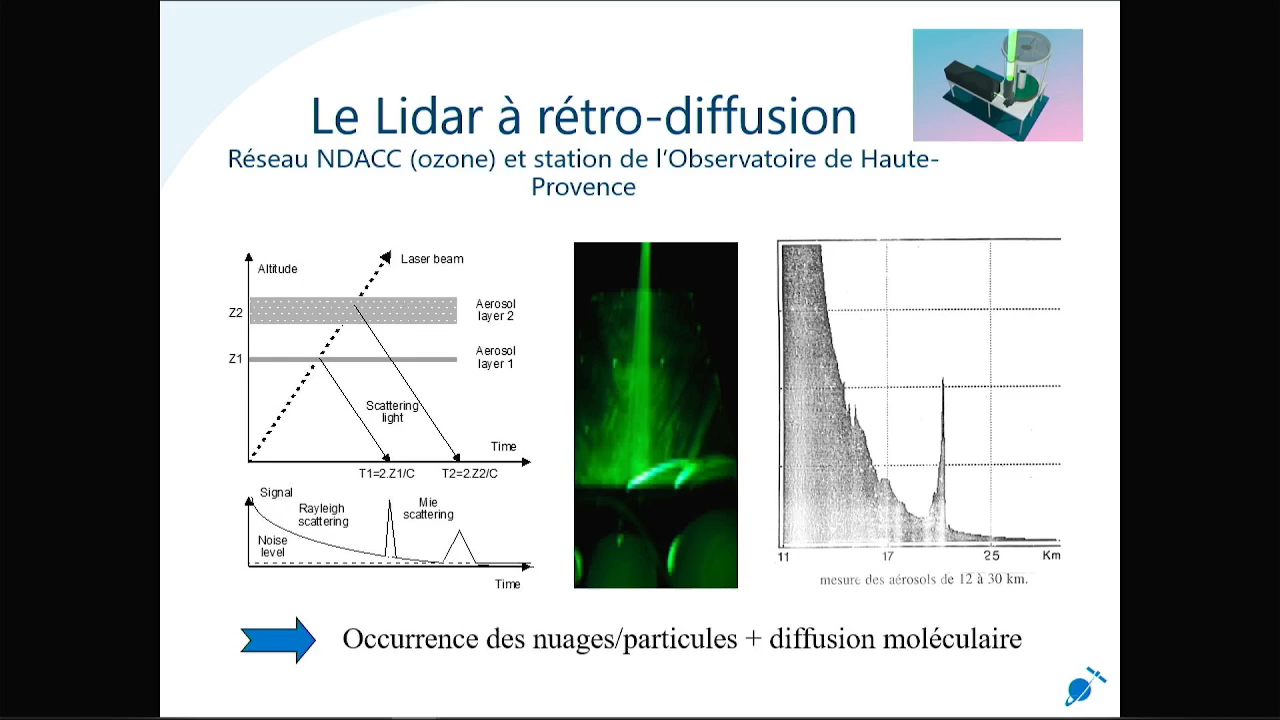 Le Lidar à rétro-diffusion
Réseau NDACC (ozone) et station de l'Observatoire de Haute-
Provence
Altitude
Laser beam
Z2
Aerosol
layer 2
Z1
Aerosol
layer 1
Scattering
light
Time
T1=2.Z1/C
T2=2.Z2/C
Signal
Rayleigh
scattering
Mie
scattering
Noise
level
Time
11
17
25
Km
mesure des aérosols de 12 à 30 km.
Occurrence des nuages/particules + diffusion moléculaire